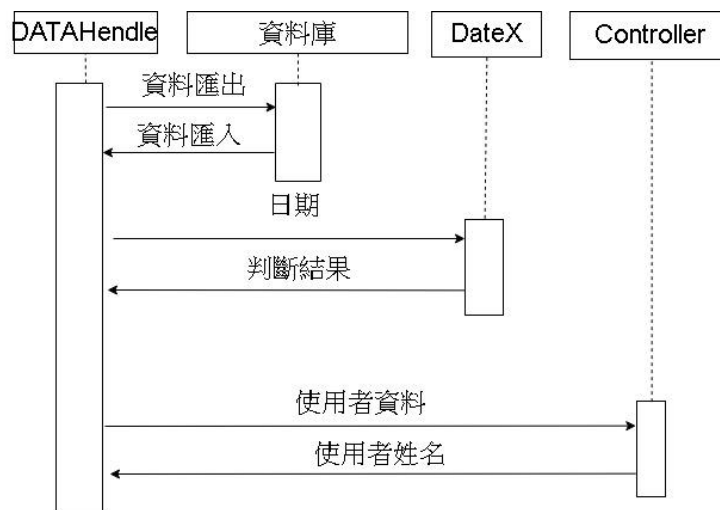 DATAHendle
資料庫
DateX
Controller
資料匯出
資料匯入
日期
判斷結果
使用者資料
使用者姓名